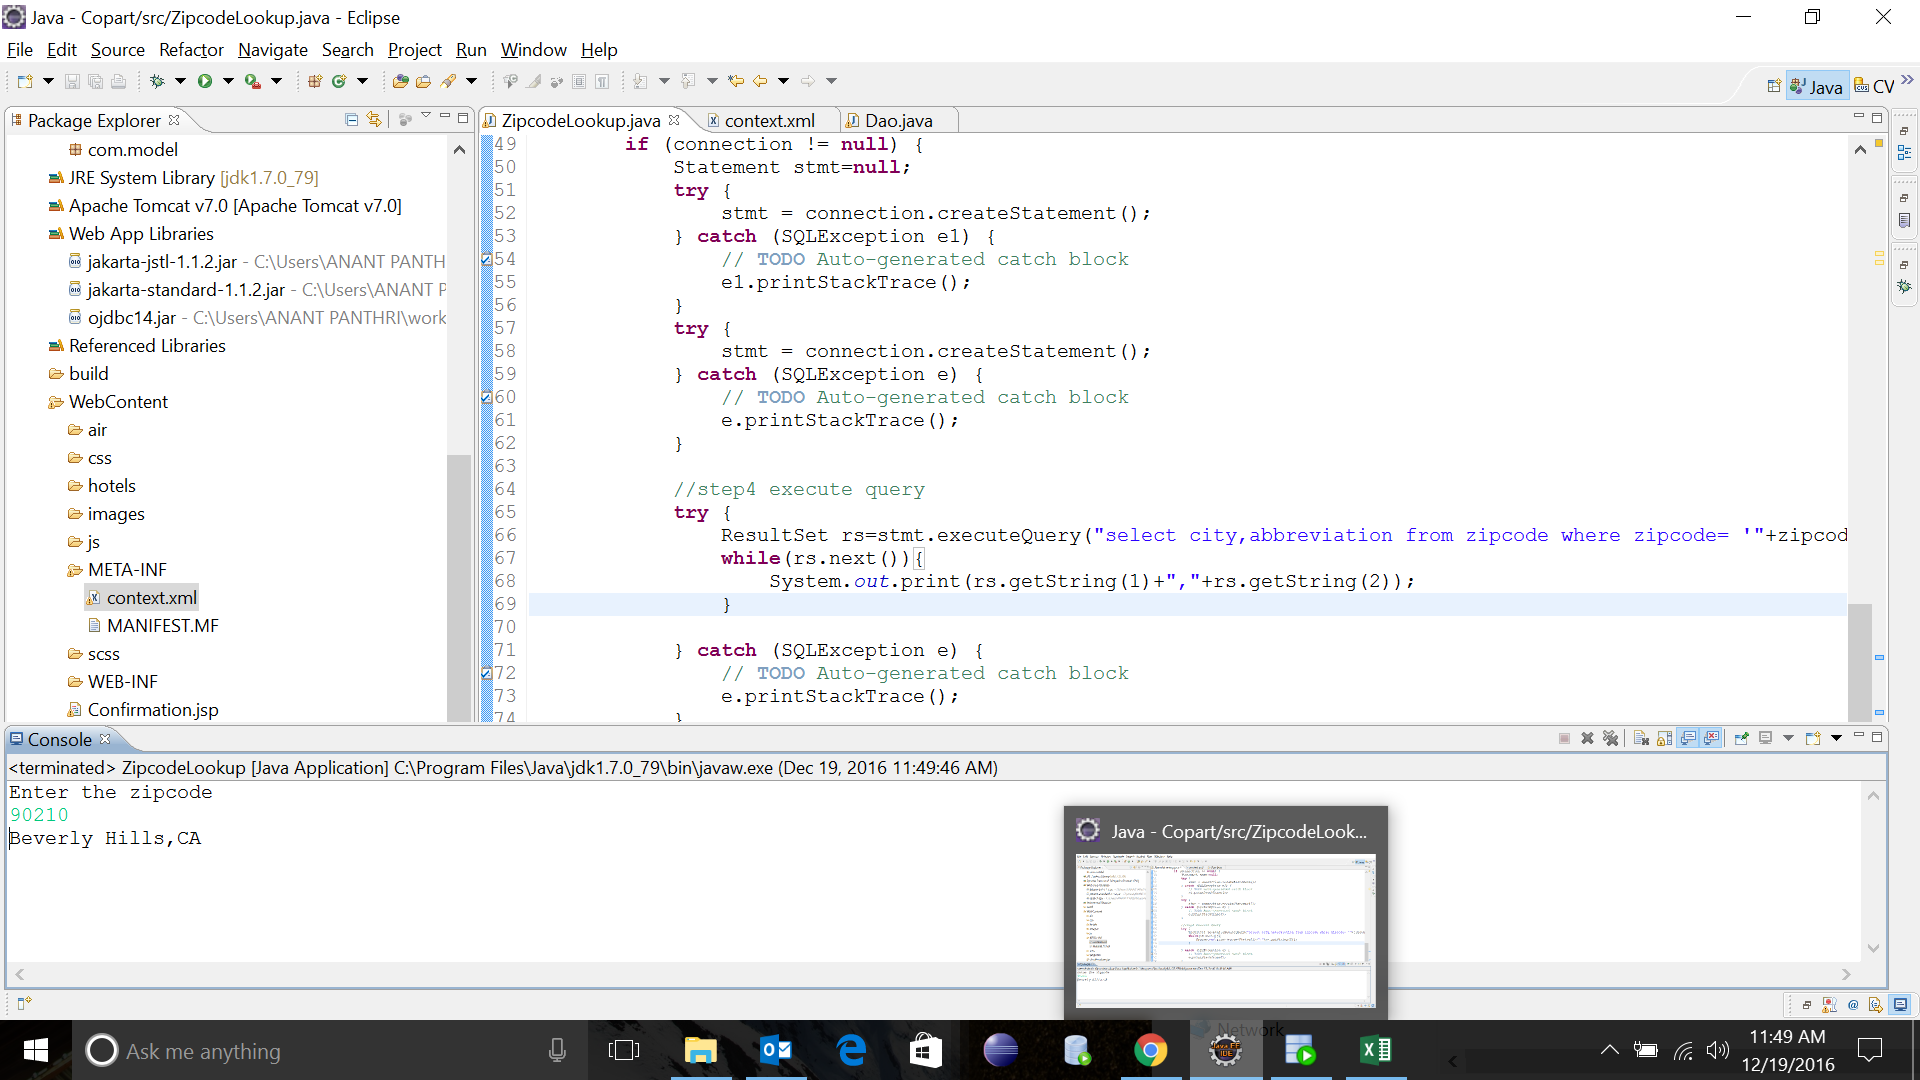 Java - Copart/src/ZipcodeLookup.java - Eclipse
File Edit Source Refactor Navigate Search Project Run Window Help
Java CV
Package Explorer
com.model
JRE System Library [jdk1.7.0_79]
Apache Tomcat v7.0 [Apache Tomcat v7.0]
Web App Libraries
jakarta-jstl-1.1.2.jar - C:\Users\ANANT PANTH
jakarta-standard-1.1.2.jar - C:\Users\ANANT P
ojdbc14.jar - C:\Users\ANANT PANTHRI\work
Referenced Libraries
build
WebContent
air
css
hotels
images
js
META-INF
context.xml
MANIFEST.MF
scss
WEB-INF
Confirmation.jsp
ZipcodeLookup.java context.xml Dao.java
49 if (connection != null) {
50 Statement stmt=null;
51 try {
52 stmt = connection.createStatement();
53 } catch (SQLException e1) {
54 // TODO Auto-generated catch block
55 e1.printStackTrace();
56 }
57 try {
58 stmt = connection.createStatement();
59 } catch (SQLException e) {
60 // TODO Auto-generated catch block
61 e.printStackTrace();
62 }
63
64 //step4 execute query
65 try {
66 ResultSet rs=stmt.executeQuery("select city,abbreviation from zipcode where zipcode= '"+zipcod
67 while(rs.next()){
68 System.out.print(rs.getString(1)+","+rs.getString(2));
69 }
70
71 } catch (SQLException e) {
72 // TODO Auto-generated catch block
73 e.printStackTrace();
74 }
Console
<terminated> ZipcodeLookup [Java Application] C:\Program Files\Java\jdk1.7.0_79\bin\javaw.exe (Dec 19, 2016 11:49:46 AM)
Enter the zipcode
90210
Beverly Hills,CA
Java - Copart/src/ZipcodeLook...
Network
Ask me anything
Java EE
IDE
11:49 AM
12/19/2016